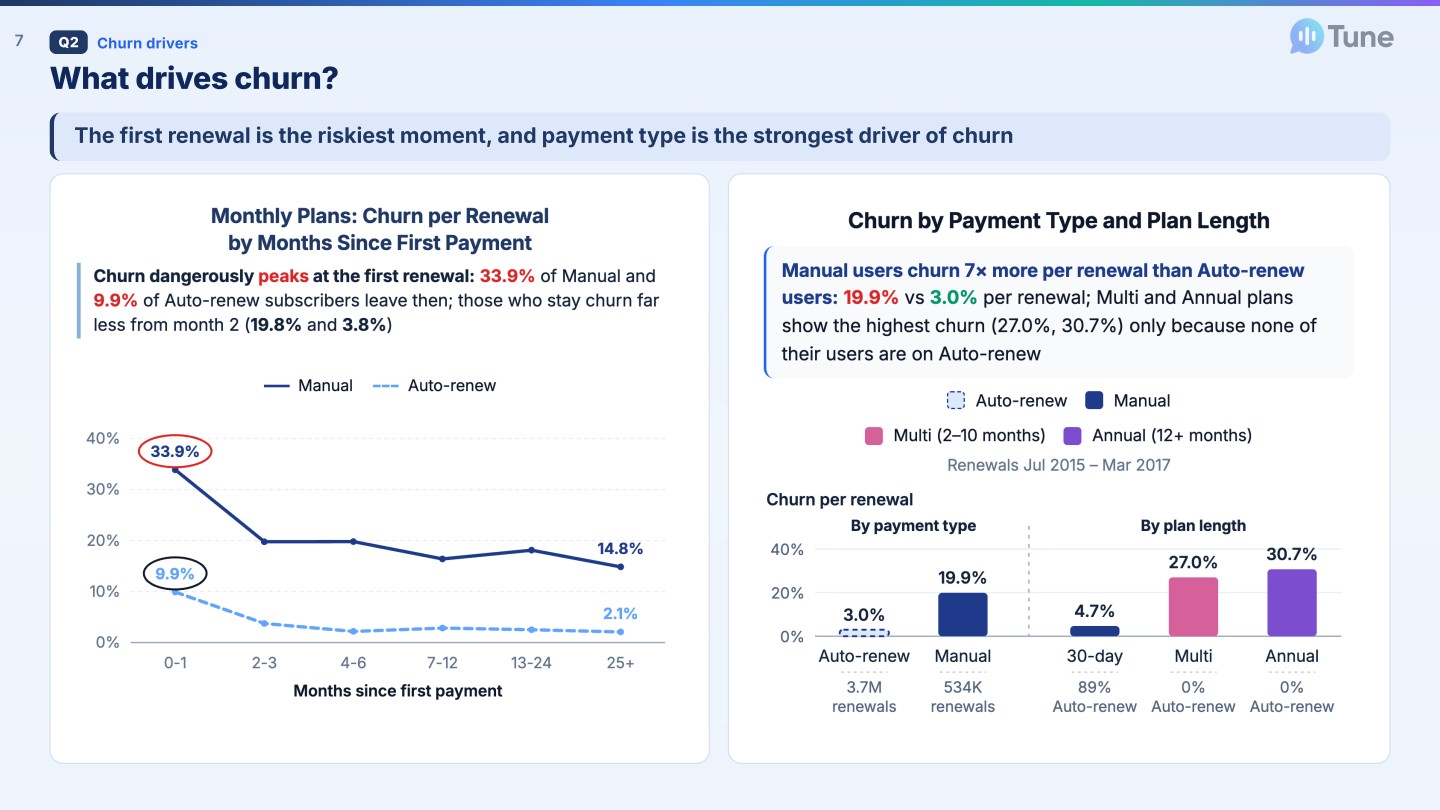 7
Q2 Churn drivers
Tune
What drives churn?
The first renewal is the riskiest moment, and payment type is the strongest driver of churn
Monthly Plans: Churn per Renewal
by Months Since First Payment
Churn dangerously peaks at the first renewal: 33.9% of Manual and
9.9% of Auto-renew subscribers leave then; those who stay churn far
less from month 2 (19.8% and 3.8%)
Manual Auto-renew
40%
33.9%
30%
20%
14.8%
9.9%
10%
2.1%
0%
0-1 2-3 4-6 7-12 13-24 25+
Months since first payment
Churn by Payment Type and Plan Length
Manual users churn 7× more per renewal than Auto-renew
users: 19.9% vs 3.0% per renewal; Multi and Annual plans
show the highest churn (27.0%, 30.7%) only because none of
their users are on Auto-renew
Auto-renew Manual
Multi (2–10 months) Annual (12+ months)
Renewals Jul 2015 – Mar 2017
Churn per renewal
By payment type By plan length
40%
20%
0%
3.0% 19.9% 4.7% 27.0% 30.7%
Auto-renew Manual 30-day Multi Annual
3.7M 534K 89% 0% 0%
renewals renewals Auto-renew Auto-renew Auto-renew